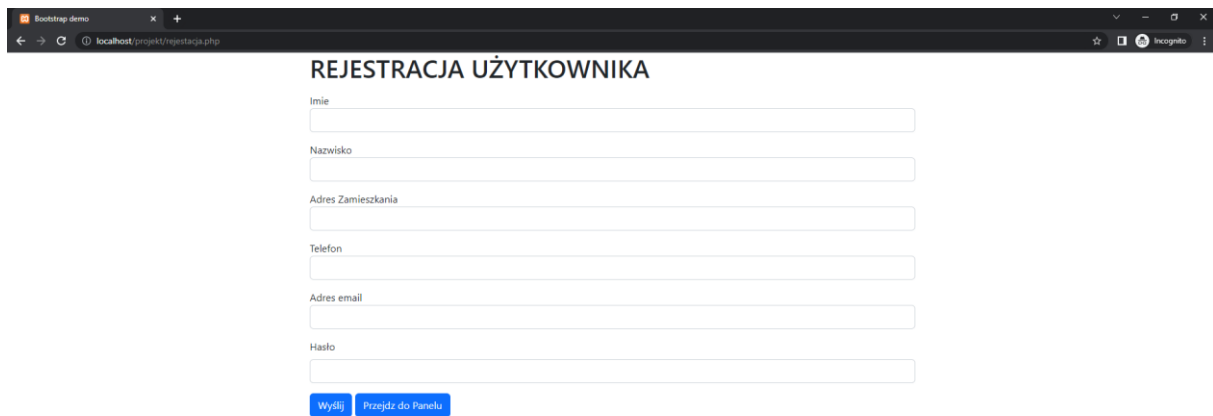 Bootstrap demo
localhost/projekt/rejestacja.php
Incognito
REJESTRACJA UŻYTKOWNIKA
Imie
Nazwisko
Adres Zamieszkania
Telefon
Adres email
Hasło
Wyślij Przejdz do Panelu